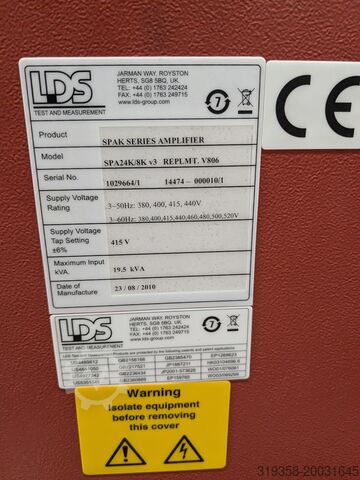 LDS
TEST AND MEASUREMENT
JARMAN WAY, ROYSTON
HERTS, SG8 5BQ, UK.
TEL: +44 (0) 1763 242424
FAX: +44 (0) 1763 249715
www.lds-group.com
7
CE
Product SPAK SERIES AMPLIFIER
Model SPA24K/8K v3 REPLMT. V806
Serial No. 1029664/1 14474 - 000010/1
Supply Voltage Rating 3~50Hz: 380, 400, 415, 440V
3~60Hz: 380,400,415,440,460,480,500,520V
Supply Voltage Tap Setting ±6% 415 V
Maximum Input kVA. 19.5 kVA
Date of Manufacture 23 / 08 / 2010
LDS
TEST AND MEASUREMENT
JARMAN WAY, ROYSTON
HERTS, SG8 5BQ, UK.
TEL: +44 (0) 1763 242424
FAX: +44 (0) 1763 249715
www.lds-group.com
7
Warning
Isolate equipment
before removing
this cover
319358-20031645